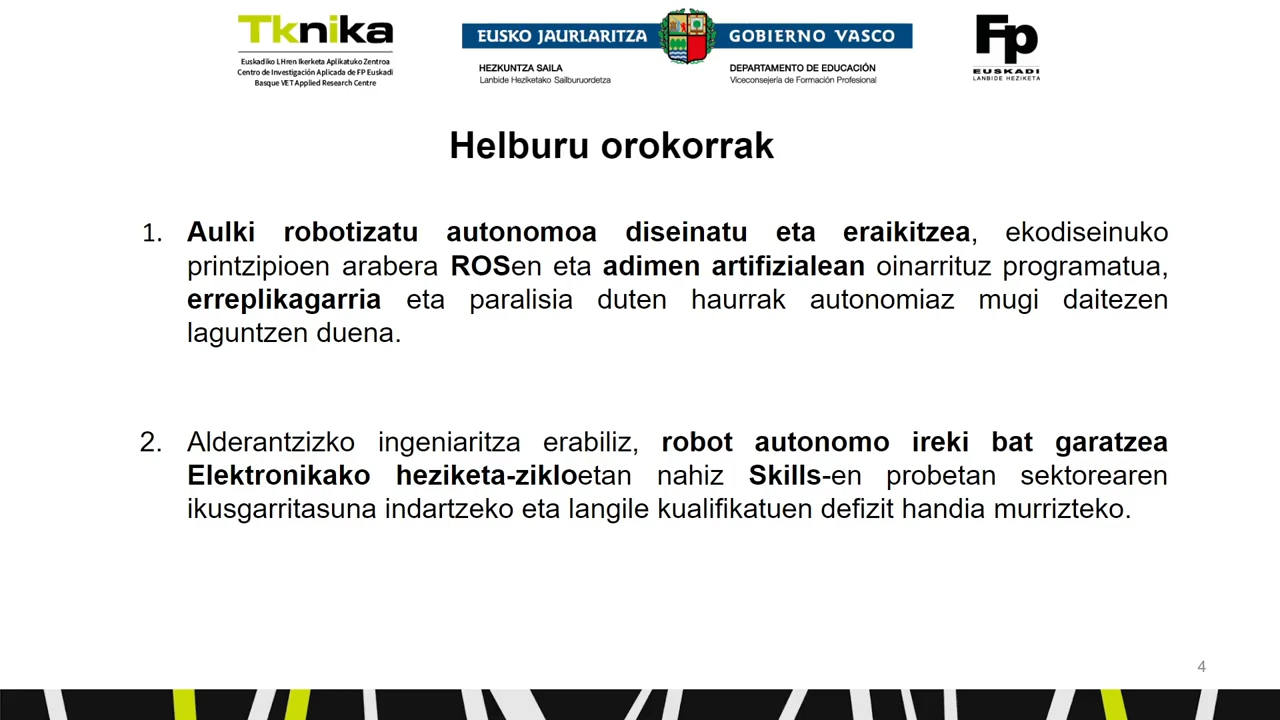 Tknika
Euskadiko LHren Ikerketa Aplikatuko Zentroa
Centro de Investigación Aplicada de FP Euskadi
Basque VET Applied Research Centre
EUSKO JAURLARITZA
GOBIERNO VASCO
HEZKUNTZA SAILA
Lanbide Heziketako Sailburuordetza
DEPARTAMENTO DE EDUCACIÓN
Viceconsejería de Formación Profesional
Fp
EUSKADI
LANBIDE HEZIKETA
Helburu orokorrak
1. Aulki robotizatu autonomoa diseinatu eta eraikitzea, ekodiseinuko
printzipioen arabera ROSen eta adimen artifizialean oinarrituz programatua,
erreplikagarria eta paralisia duten haurrak autonomiaz mugi daitezen
laguntzen duena.
2. Alderantzizko ingeniaritza erabiliz, robot autonomo ireki bat garatzea
Elektronikako heziketa-zikloetan nahiz Skills-en probetan sektorearen
ikusgarritasuna indartzeko eta langile kualifikatuen defizit handia murrizteko.
4